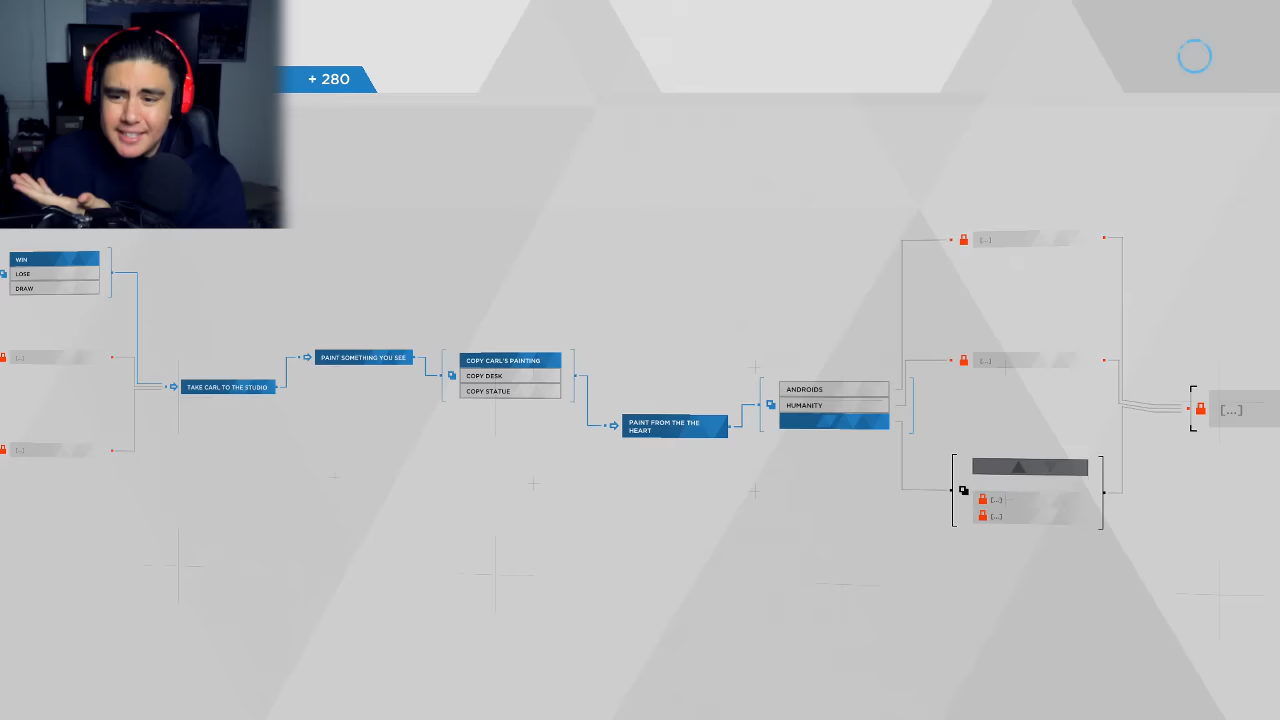 + 280
WIN
LOSE
DRAW
[...]
[...]
TAKE CARL TO THE STUDIO
PAINT SOMETHING YOU SEE
COPY CARL'S PAINTING
COPY DESK
COPY STATUE
PAINT FROM THE THE
HEART
ANDROIDS
HUMANITY
[...]
[...]
[...]
[...]
[...]